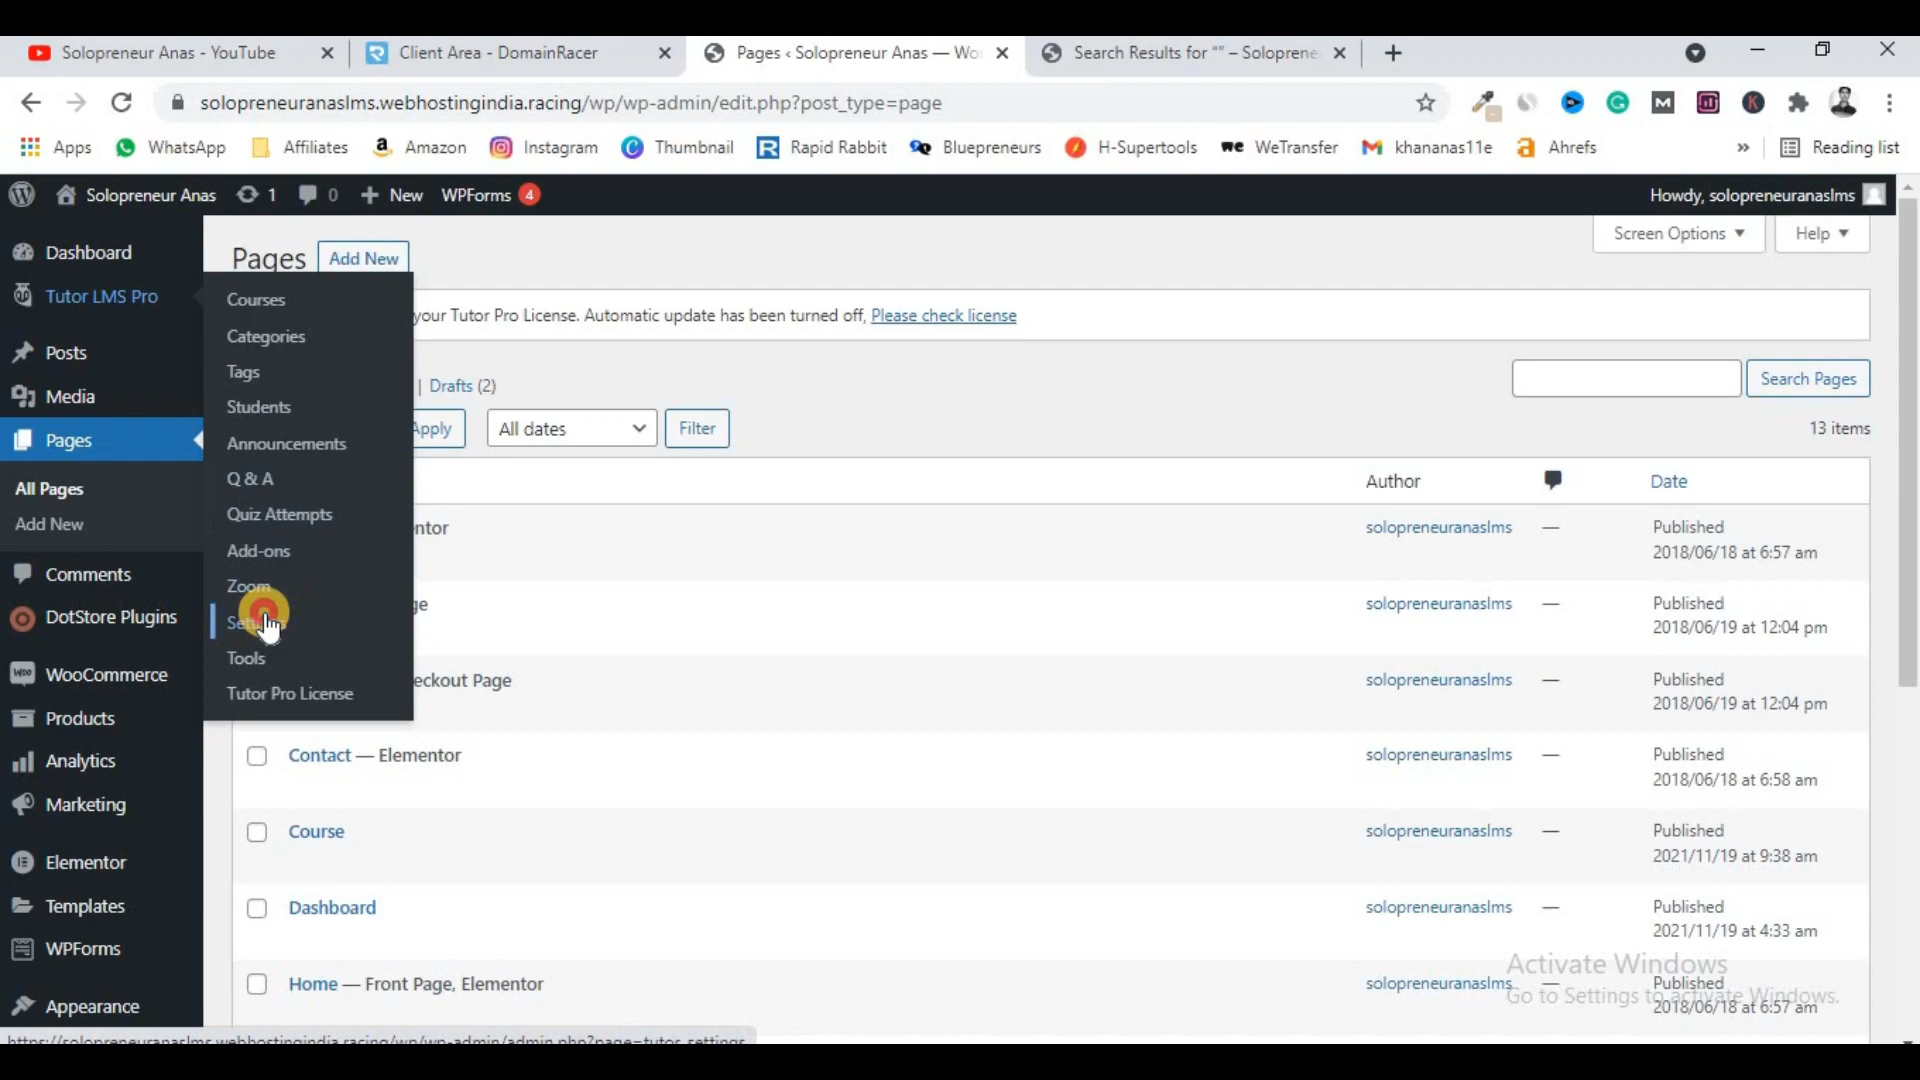 Solopreneur Anas - YouTube
Client Area - DomainRacer
Pages ‹ Solopreneur Anas — Wo
Search Results for “” – Soloprene
solopreneuranaslms.webhostingindia.racing/wp/wp-admin/edit.php?post_type=page
Apps WhatsApp Affiliates Amazon Instagram Thumbnail Rapid Rabbit Bluepreneurs H-Supertools WeTransfer khananas11e Ahrefs » Reading list
Solopreneur Anas 1 0 + New WPForms 4 Howdy, solopreneuranaslms
Screen Options Help
Pages Add New
your Tutor Pro License. Automatic update has been turned off, Please check license
| Drafts (2)
Search Pages
Apply All dates Filter 13 items
Dashboard
Tutor LMS Pro
Posts
Media
Pages
All Pages
Add New
Comments
DotStore Plugins
WooCommerce
Products
Analytics
Marketing
Elementor
Templates
WPForms
Appearance
Courses
Categories
Tags
Students
Announcements
Q & A
Quiz Attempts
Add-ons
Zoom
Tools
Tutor Pro License
Author Date
ntor solopreneuranaslms — Published
2018/06/18 at 6:57 am
ge solopreneuranaslms — Published
2018/06/19 at 12:04 pm
eckout Page solopreneuranaslms — Published
2018/06/19 at 12:04 pm
Contact — Elementor solopreneuranaslms — Published
2018/06/18 at 6:58 am
Course solopreneuranaslms — Published
2021/11/19 at 9:38 am
Dashboard solopreneuranaslms — Published
2021/11/19 at 4:33 am
Home — Front Page, Elementor solopreneuranaslms — Published
2018/06/18 at 6:57 am
Activate Windows
Go to Settings to activate Windows.
https://solopreneuranaslms.webhostingindia.racing/wp/wp-admin/admin.php?page=tutor_settings